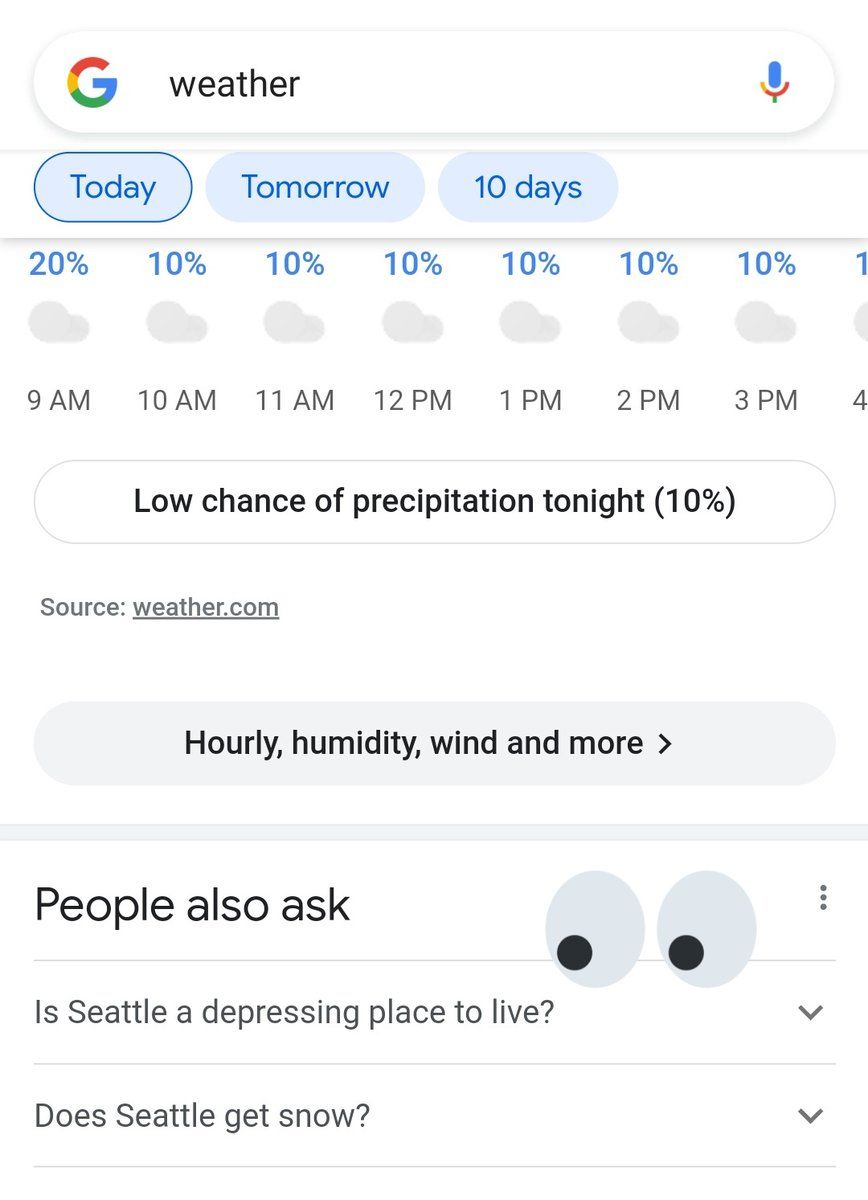 weather
Today Tomorrow 10 days
20% 10% 10% 10% 10% 10% 10% 1
9 AM 10 AM 11 AM 12 PM 1 PM 2 PM 3 PM 4
Low chance of precipitation tonight (10%)
Source: weather.com
Hourly, humidity, wind and more
People also ask
Is Seattle a depressing place to live?
Does Seattle get snow?